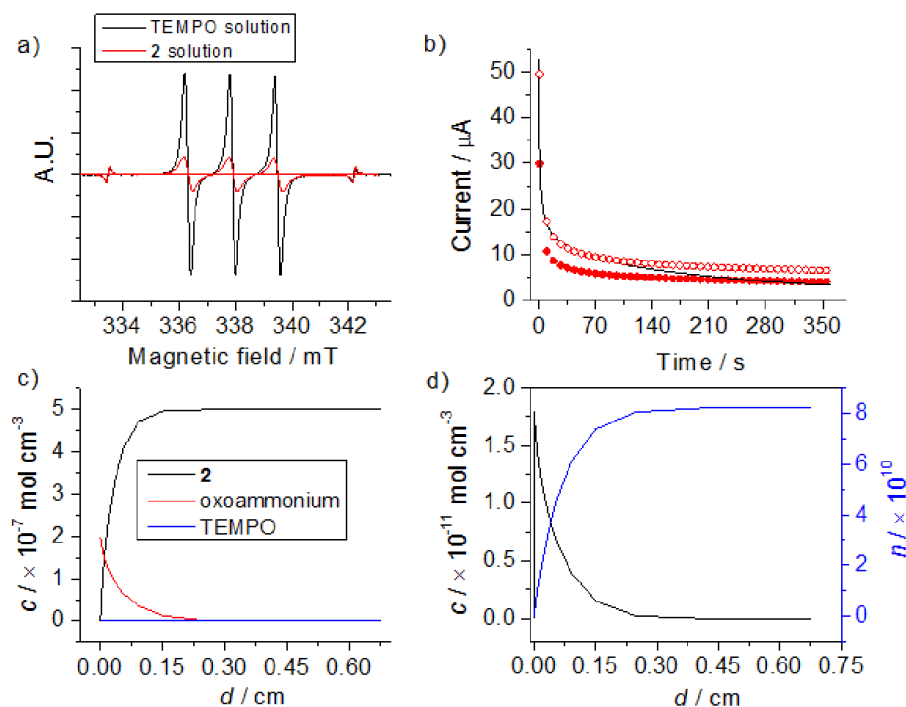 a)
TEMPO solution
2 solution
A.U.
334 336 338 340 342
Magnetic field / mT
b)
Current / μA
50
40
30
20
10
0
0 70 140 210 280 350
Time / s
c)
c / × 10⁻⁷ mol cm⁻³
5
4
3
2
1
0
2
oxoammonium
TEMPO
0.00 0.15 0.30 0.45 0.60
d / cm
d)
c / × 10⁻¹¹ mol cm⁻³
2.0
1.5
1.0
0.5
0.0
8
6
4
2
0
n / × 10¹⁰
0.00 0.15 0.30 0.45 0.60 0.75
d / cm